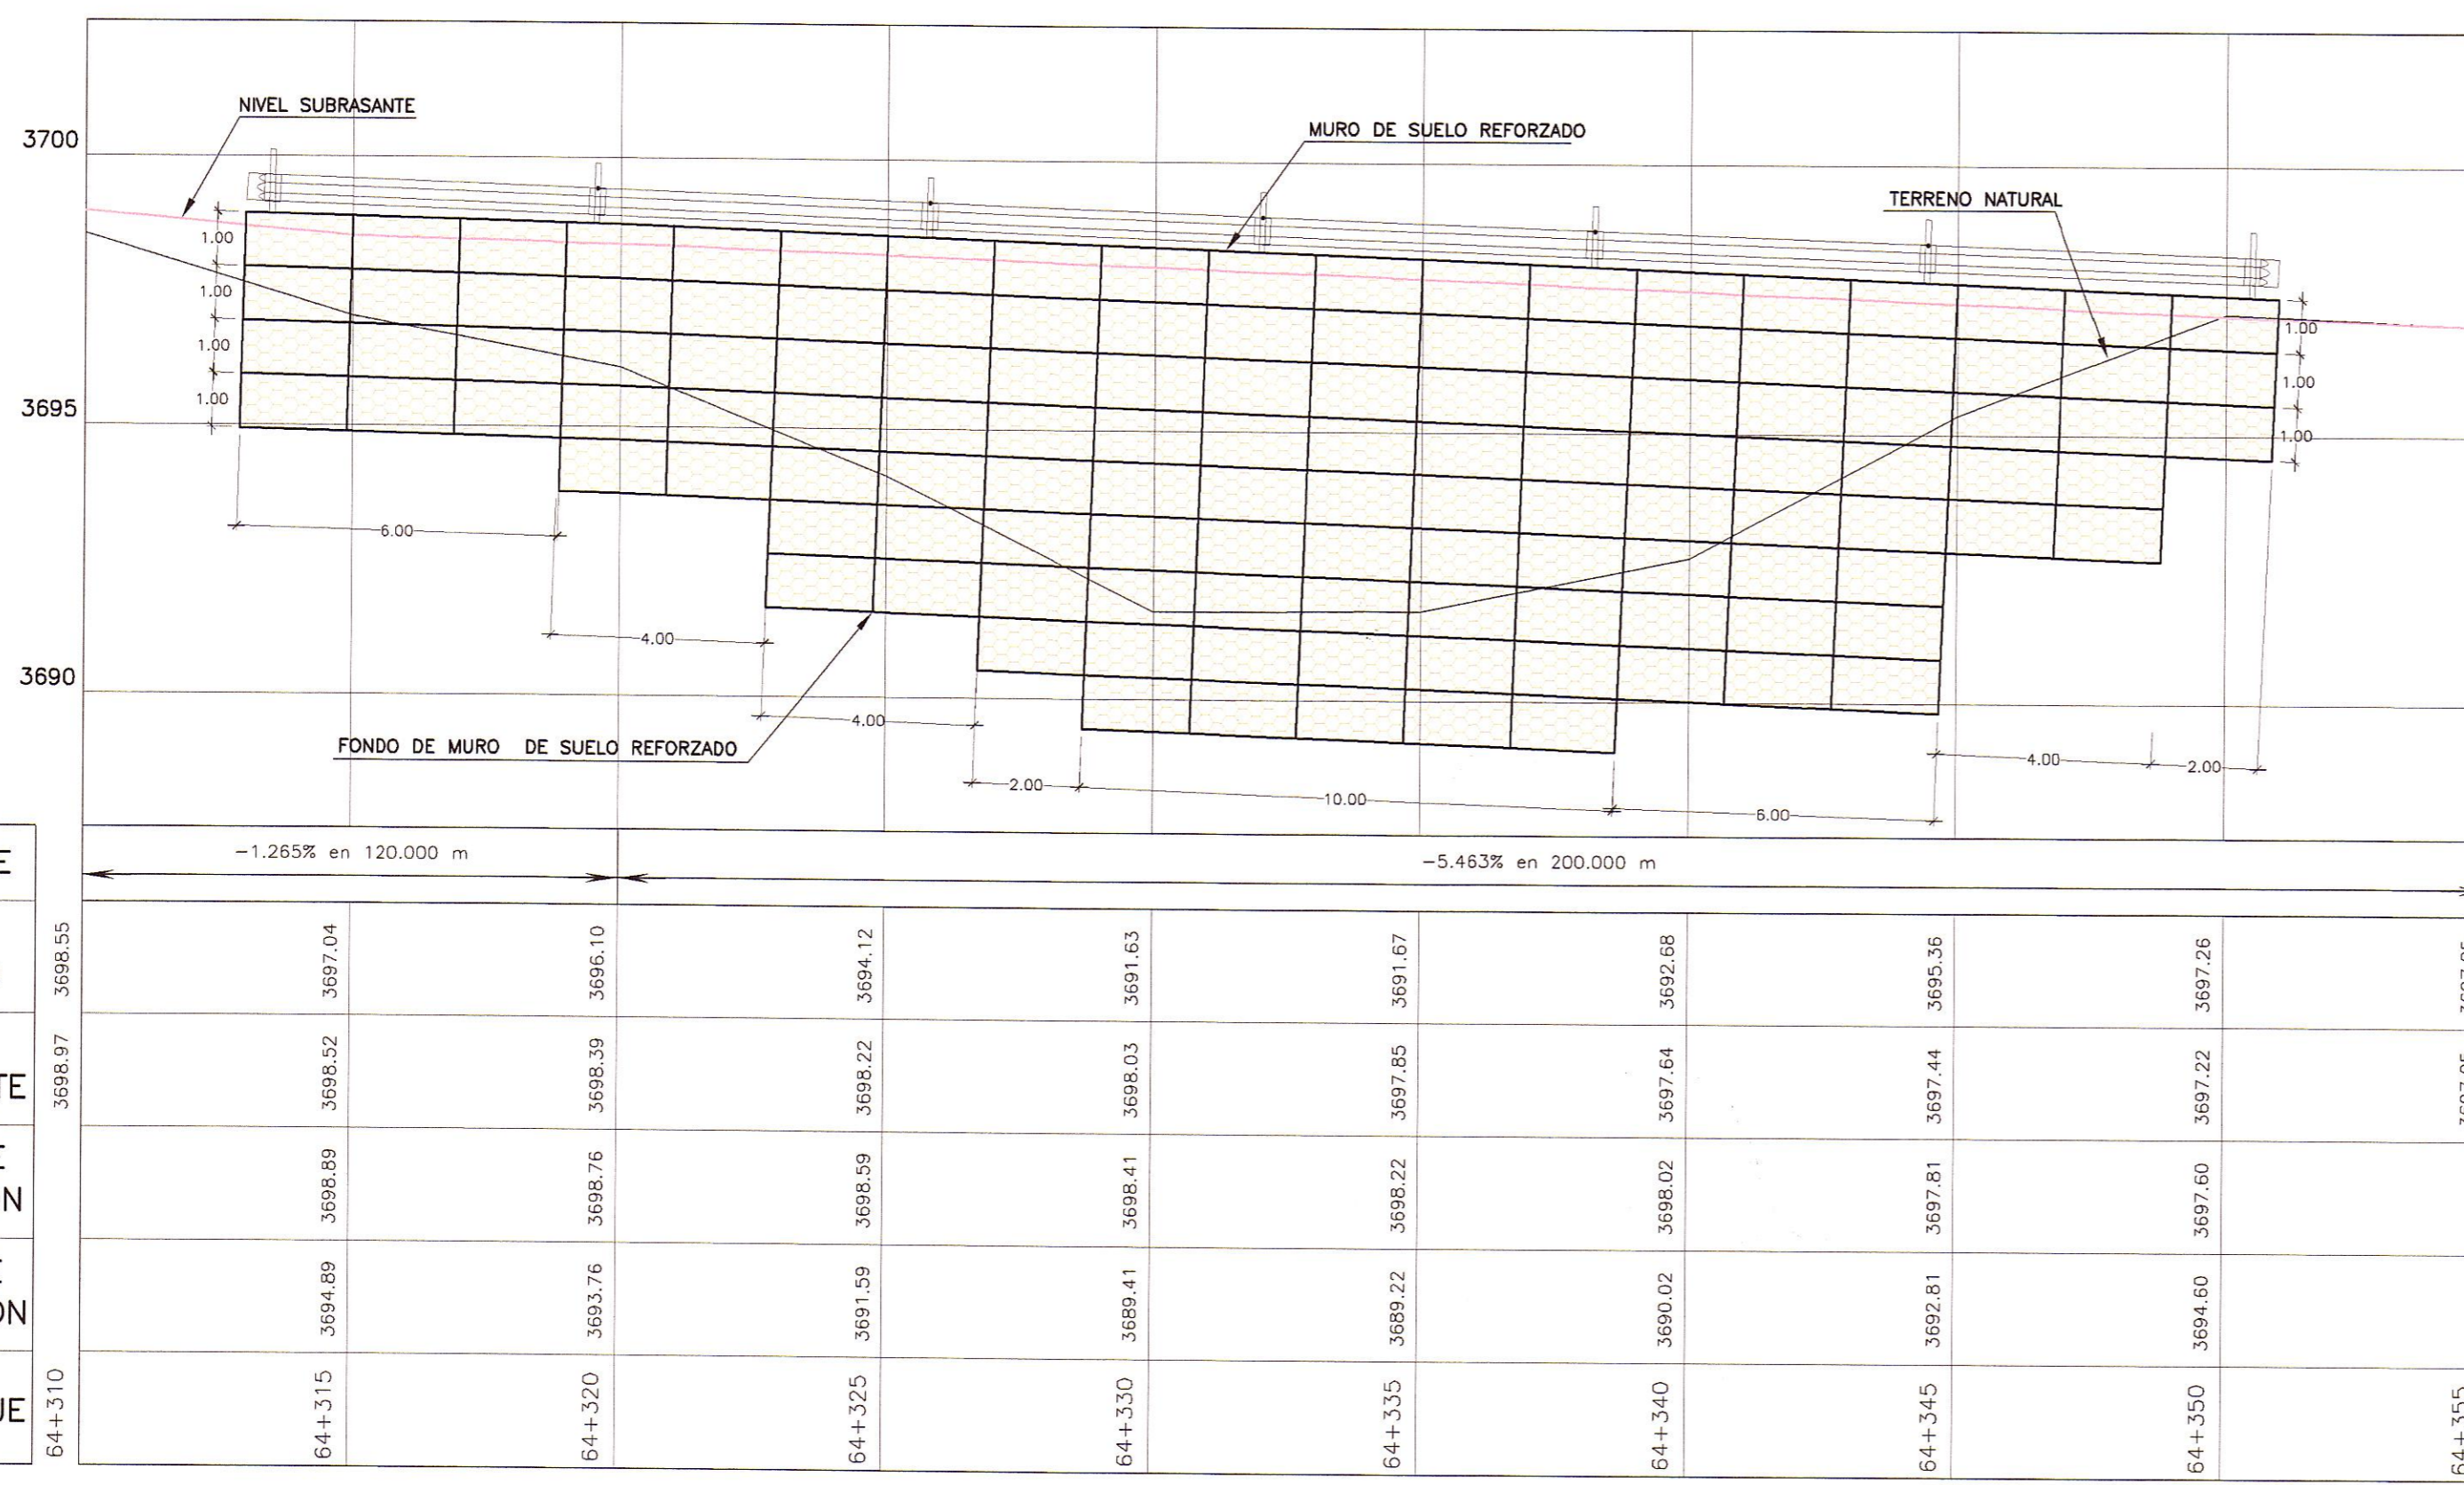 NIVEL SUBRASANTE
MURO DE SUELO REFORZADO
TERRENO NATURAL
3700
3695
3690
1.00
1.00
1.00
1.00
1.00
1.00
1.00
6.00
4.00
4.00
2.00
10.00
6.00
4.00
2.00
FONDO DE MURO DE SUELO REFORZADO
-1.265% en 120.000 m
-5.463% en 200.000 m
E
3698.55 3697.04 3696.10 3694.12 3691.63 3691.67 3692.68 3695.36 3697.26
TE 3698.97 3698.52 3698.39 3698.22 3698.03 3697.85 3697.64 3697.44 3697.22
N 3698.89 3698.76 3698.59 3698.41 3698.22 3698.02 3697.81 3697.60
ON 3694.89 3693.76 3691.59 3689.41 3689.22 3690.02 3692.81 3694.60
UE 64+310 64+315 64+320 64+325 64+330 64+335 64+340 64+345 64+350 64+355